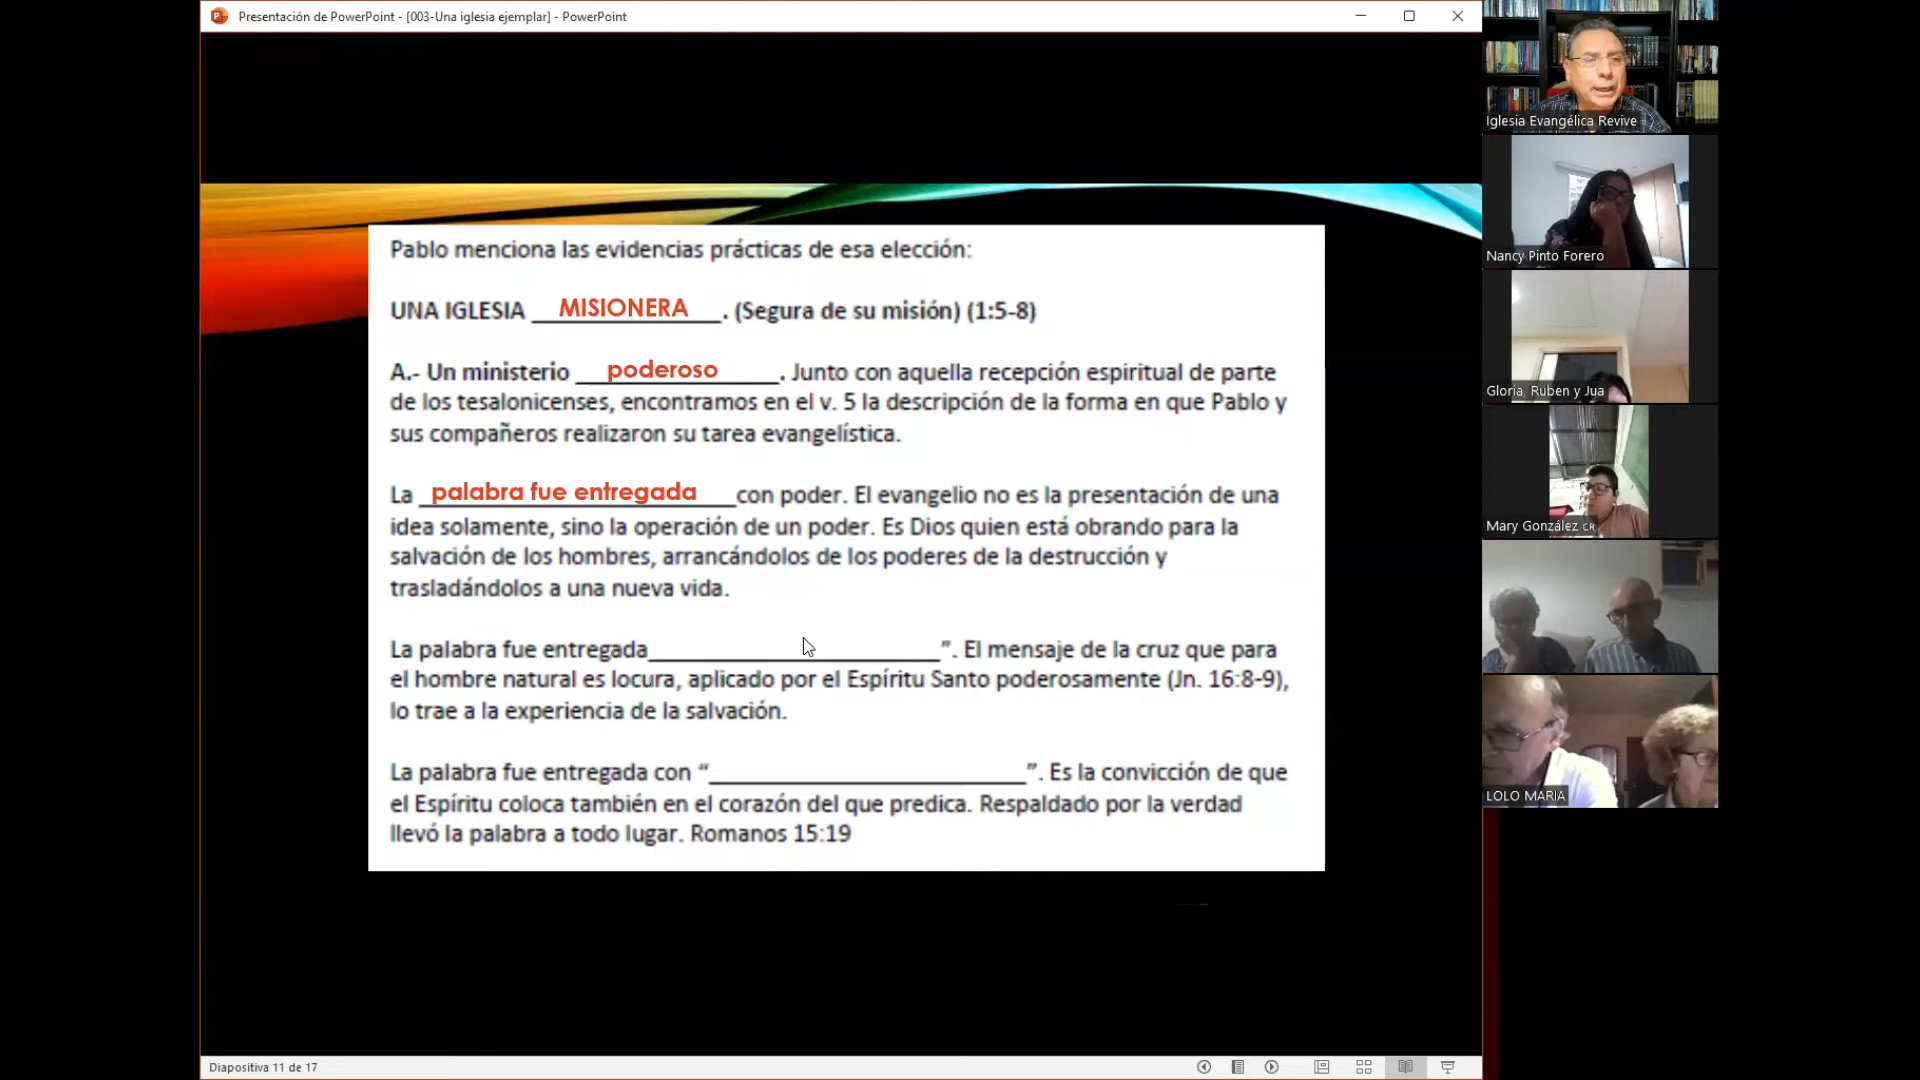 Presentación de PowerPoint - [003-Una iglesia ejemplar] - PowerPoint
Pablo menciona las evidencias prácticas de esa elección:
UNA IGLESIA ______________ MISIONERA. (Segura de su misión) (1:5-8)
A.- Un ministerio ______________ poderoso. Junto con aquella recepción espiritual de parte
de los tesalonicenses, encontramos en el v. 5 la descripción de la forma en que Pablo y
sus compañeros realizaron su tarea evangelística.
La palabra fue entregada con poder. El evangelio no es la presentación de una
idea solamente, sino la operación de un poder. Es Dios quien está obrando para la
salvación de los hombres, arrancándolos de los poderes de la destrucción y
trasladándolos a una nueva vida.
La palabra fue entregada______________________". El mensaje de la cruz que para
el hombre natural es locura, aplicado por el Espíritu Santo poderosamente (Jn. 16:8-9),
lo trae a la experiencia de la salvación.
La palabra fue entregada con “________________________”. Es la convicción de que
el Espíritu coloca también en el corazón del que predica. Respaldado por la verdad
llevó la palabra a todo lugar. Romanos 15:19
Diapositiva 11 de 17
Iglesia Evangélica Revive
Nancy Pinto Forero
Gloria, Ruben y Jua
Mary González CR
LOLO MARIA